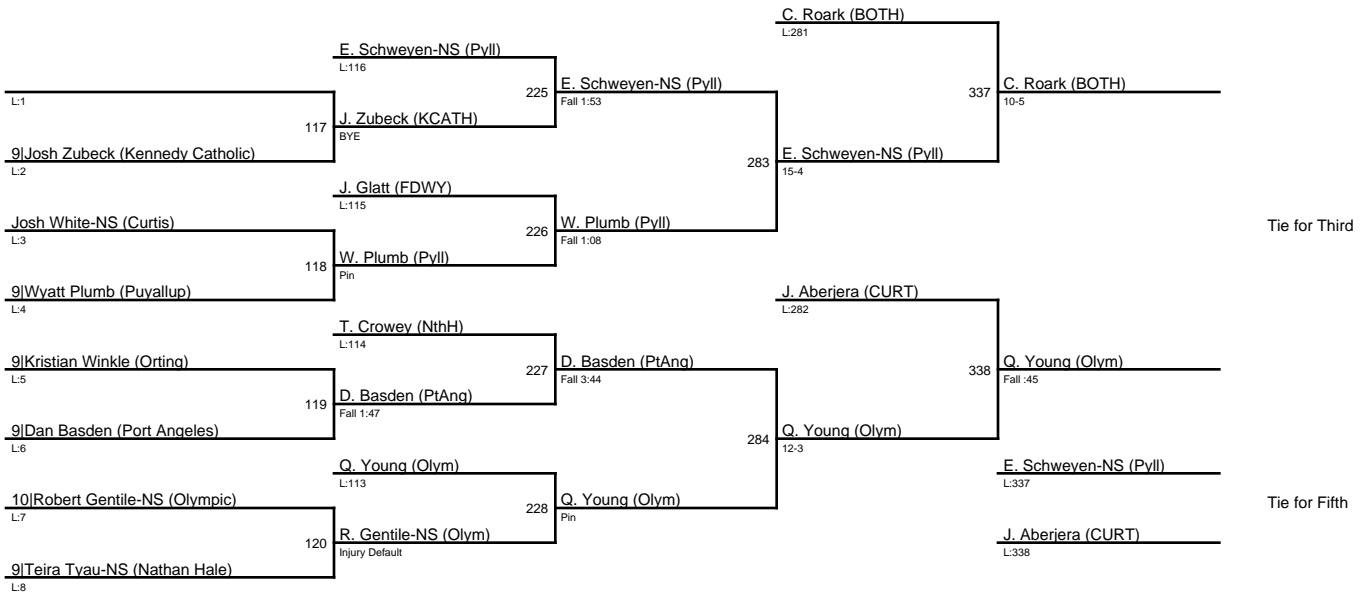 C. Roark (BOTH)
L:281
E. Schweyen-NS (Pyll)
L:116
E. Schweyen-NS (Pyll)
225
Fall 1:53
337
C. Roark (BOTH)
10-5
L:1
J. Zubeck (KCATH)
117
BYE
9|Josh Zubeck (Kennedy Catholic)
L:2
283
E. Schweyen-NS (Pyll)
15-4
J. Glatt (FDWY)
L:115
Josh White-NS (Curtis)
L:3
226
W. Plumb (Pyll)
Fall 1:08
Tie for Third
118
W. Plumb (Pyll)
Pin
9|Wyatt Plumb (Puyallup)
L:4
J. Aberjera (CURT)
L:282
T. Crowey (NthH)
L:114
9|Kristian Winkle (Orting)
L:5
227
D. Basden (PtAng)
Fall 3:44
338
Q. Young (Olym)
Fall :45
119
D. Basden (PtAng)
Fall 1:47
9|Dan Basden (Port Angeles)
L:6
284
Q. Young (Olym)
12-3
Q. Young (Olym)
L:113
E. Schweyen-NS (Pyll)
L:337
10|Robert Gentile-NS (Olympic)
L:7
228
Q. Young (Olym)
Pin
Tie for Fifth
120
R. Gentile-NS (Olym)
Injury Default
J. Aberjera (CURT)
L:338
9|Teira Tyau-NS (Nathan Hale)
L:8